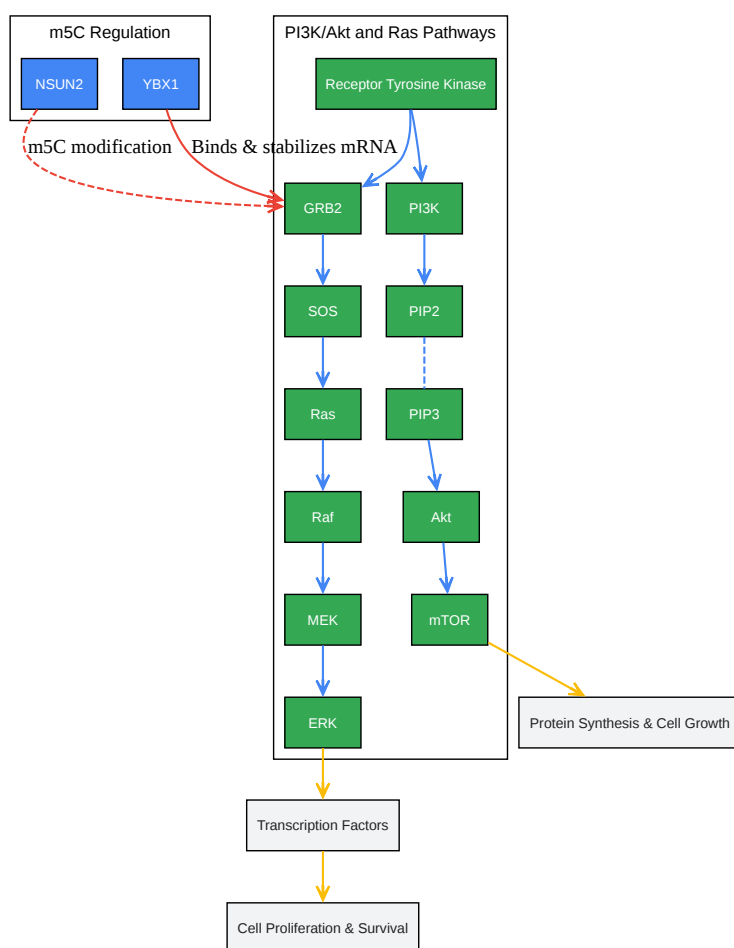 m5C Regulation
PI3K/Akt and Ras Pathways
NSUN2
YBX1
Receptor Tyrosine Kinase
m5C modification
Binds & stabilizes mRNA
GRB2
PI3K
SOS
PIP2
Ras
PIP3
Raf
Akt
MEK
mTOR
ERK
Protein Synthesis & Cell Growth
Transcription Factors
Cell Proliferation & Survival